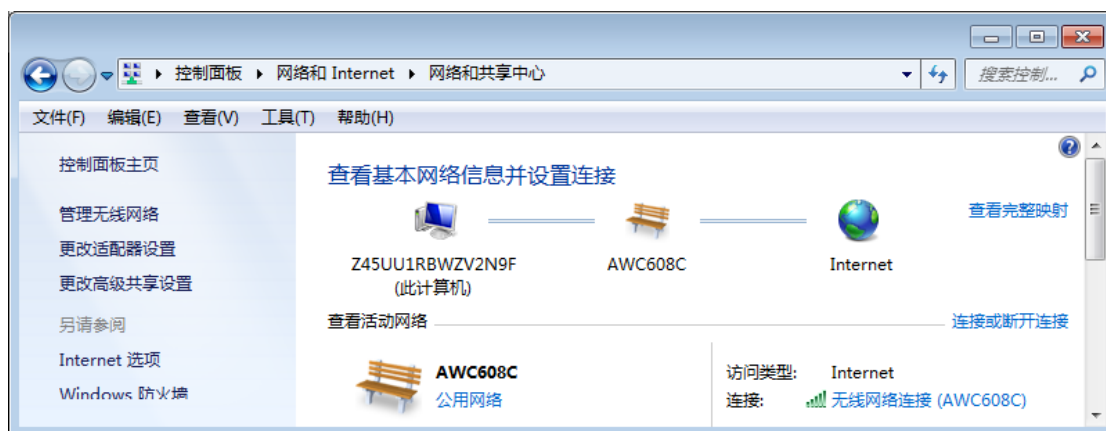 控制面板 ▸ 网络和 Internet ▸ 网络和共享中心
搜索控制...
文件(F) 编辑(E) 查看(V) 工具(T) 帮助(H)
控制面板主页
管理无线网络
更改适配器设置
更改高级共享设置
另请参阅
Internet 选项
Windows 防火墙
查看基本网络信息并设置连接
查看完整映射
Z45UU1RBWZV2N9F
(此计算机)
AWC608C
Internet
查看活动网络
连接或断开连接
AWC608C
公用网络
访问类型: Internet
连接: 无线网络连接 (AWC608C)